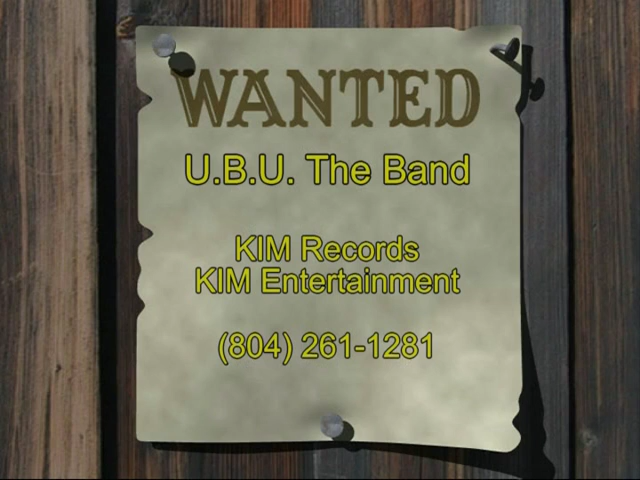 WANTED
U.B.U. The Band
KIM Records
KIM Entertainment
(804) 261-1281